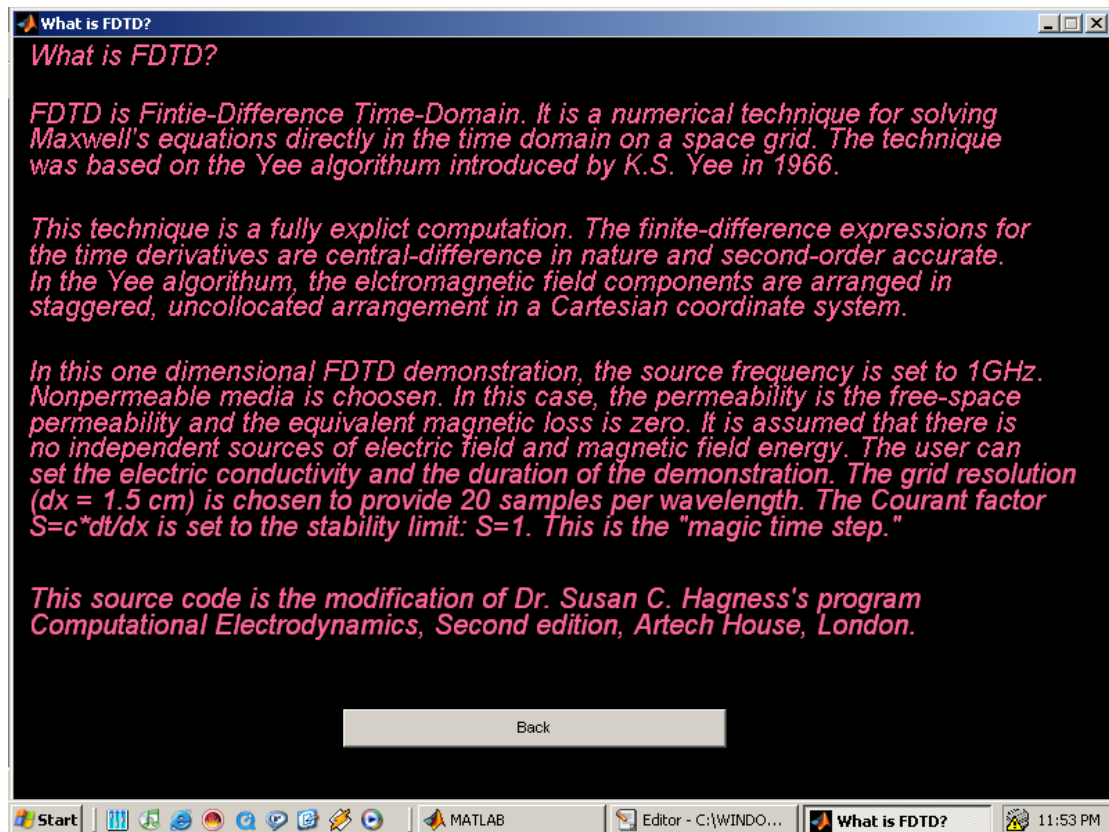 What is FDTD?
What is FDTD?
FDTD is Fintie-Difference Time-Domain. It is a numerical technique for solving
Maxwell's equations directly in the time domain on a space grid. The technique
was based on the Yee algorithum introduced by K.S. Yee in 1966.
This technique is a fully explict computation. The finite-difference expressions for
the time derivatives are central-difference in nature and second-order accurate.
In the Yee algorithum, the elctromagnetic field components are arranged in
staggered, uncollocated arrangement in a Cartesian coordinate system.
In this one dimensional FDTD demonstration, the source frequency is set to 1GHz.
Nonpermeable media is choosen. In this case, the permeability is the free-space
permeability and the equivalent magnetic loss is zero. It is assumed that there is
no independent sources of electric field and magnetic field energy. The user can
set the electric conductivity and the duration of the demonstration. The grid resolution
(dx = 1.5 cm) is chosen to provide 20 samples per wavelength. The Courant factor
S=c*dt/dx is set to the stability limit: S=1. This is the "magic time step."
This source code is the modification of Dr. Susan C. Hagness's program
Computational Electrodynamics, Second edition, Artech House, London.
Back
Start MATLAB Editor - C:\WINDO... What is FDTD? 11:53 PM